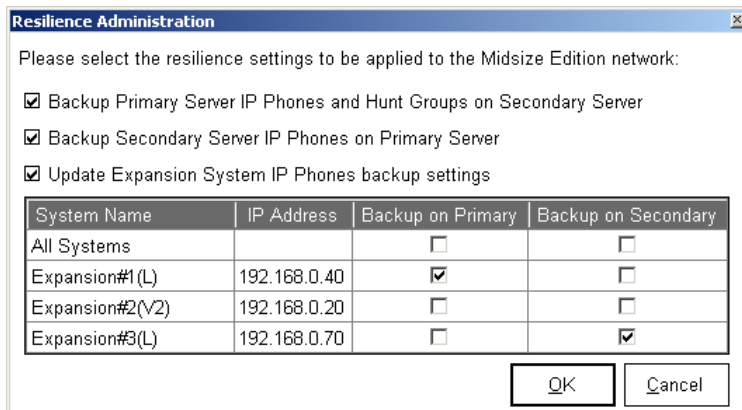 Resilience Administration
Please select the resilience settings to be applied to the Midsize Edition network:
Backup Primary Server IP Phones and Hunt Groups on Secondary Server
Backup Secondary Server IP Phones on Primary Server
Update Expansion System IP Phones backup settings
System Name IP Address Backup on Primary Backup on Secondary
All Systems
Expansion#1(L) 192.168.0.40
Expansion#2(V2) 192.168.0.20
Expansion#3(L) 192.168.0.70
OK Cancel